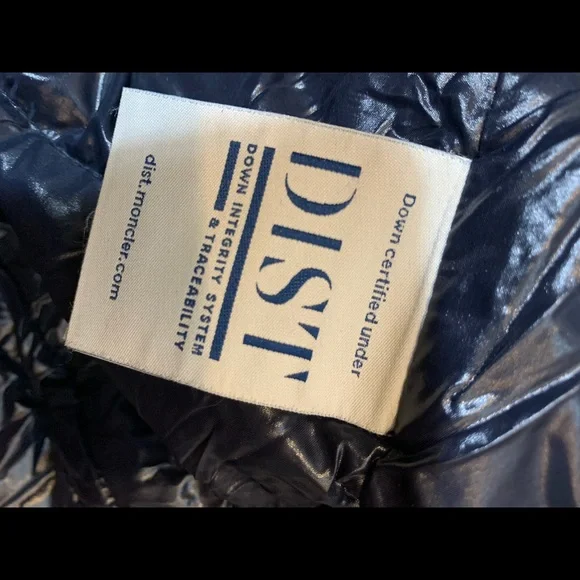 Down certified under
DIST
DOWN INTEGRITY SYSTEM
& TRACEABILITY
dist.moncler.com